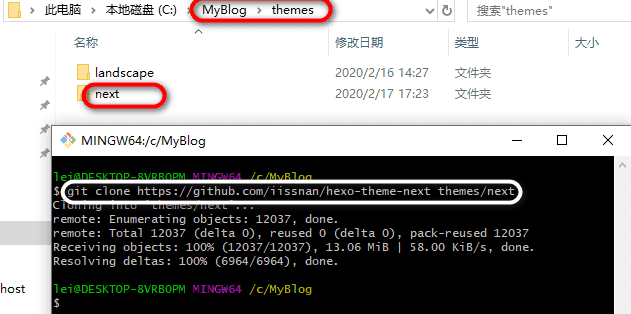 此电脑 > 本地磁盘 (C:) > MyBlog > themes 搜索"themes"
名称 修改日期 类型 大小
landscape 2020/2/16 14:27 文件夹
next 2020/2/17 17:23 文件夹
MINGW64:/c/MyBlog
lei@DESKTOP-8VRBOPM MINGW64 /c/MyBlog
$ git clone https://github.com/iissnan/hexo-theme-next themes/next
Cloning into 'themes/next'...
remote: Enumerating objects: 12037, done.
remote: Total 12037 (delta 0), reused 0 (delta 0), pack-reused 12037
Receiving objects: 100% (12037/12037), 13.06 MiB | 58.00 KiB/s, done.
Resolving deltas: 100% (6964/6964), done.
lei@DESKTOP-8VRBOPM MINGW64 /c/MyBlog
$
host